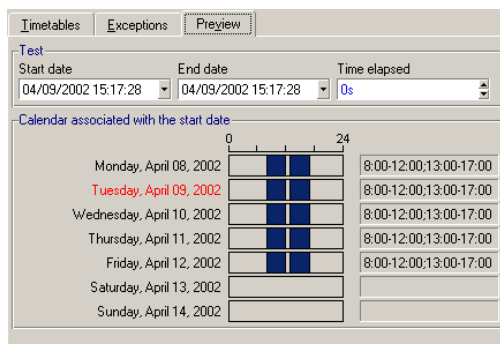 Timetables Exceptions Preview
Test
Start date End date Time elapsed
04/09/2002 15:17:28 04/09/2002 15:17:28 0s
Calendar associated with the start date
0 24
Monday, April 08, 2002 8:00-12:00;13:00-17:00
Tuesday, April 09, 2002 8:00-12:00;13:00-17:00
Wednesday, April 10, 2002 8:00-12:00;13:00-17:00
Thursday, April 11, 2002 8:00-12:00;13:00-17:00
Friday, April 12, 2002 8:00-12:00;13:00-17:00
Saturday, April 13, 2002
Sunday, April 14, 2002